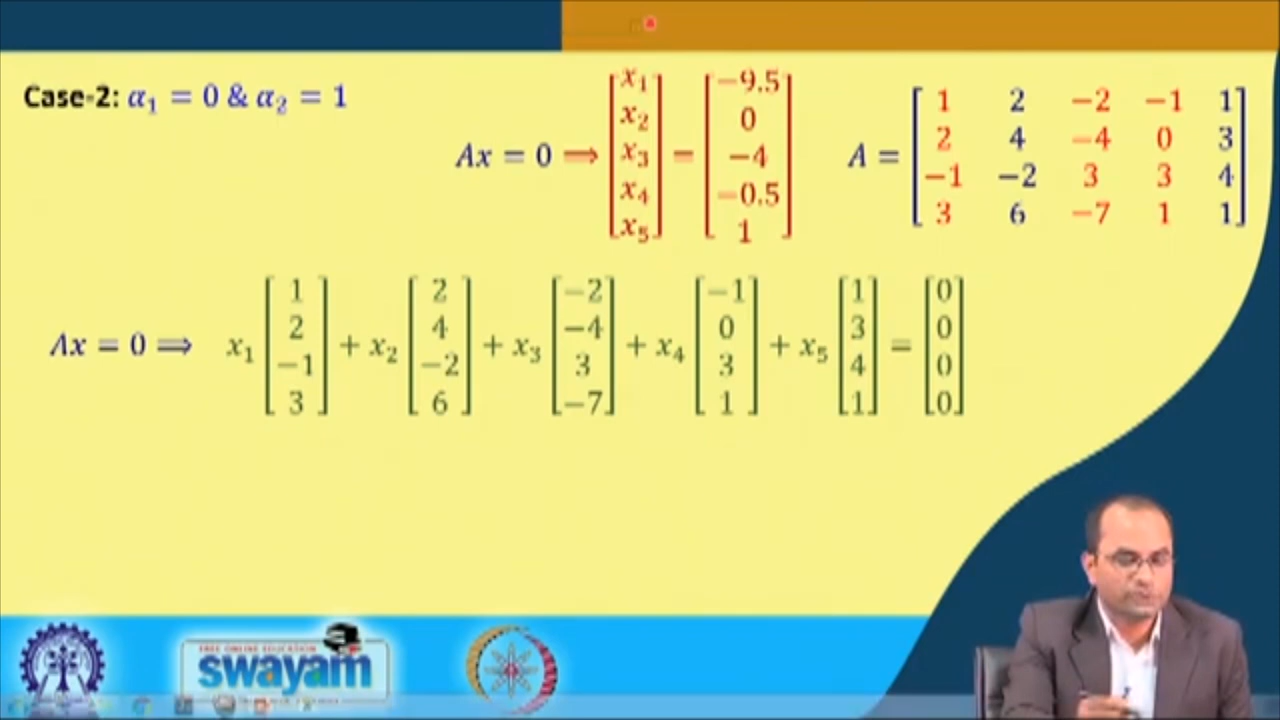 Case-2: α₁ = 0 & α₂ = 1
Ax = 0 ⟹ [x₁ x₂ x₃ x₄ x₅] = [−9.5 0 −4 −0.5 1]
A = [1 2 −2 −1 1
2 4 −4 0 3
−1 −2 3 3 4
3 6 −7 1 1]
Ax = 0 ⟹ x₁ [1 2 −1 3] + x₂ [2 4 −2 6] + x₃ [−2 −4 3 −7] + x₄ [−1 0 3 1] + x₅ [1 3 4 1] = [0 0 0 0]
FREE ONLINE EDUCATION
swayam